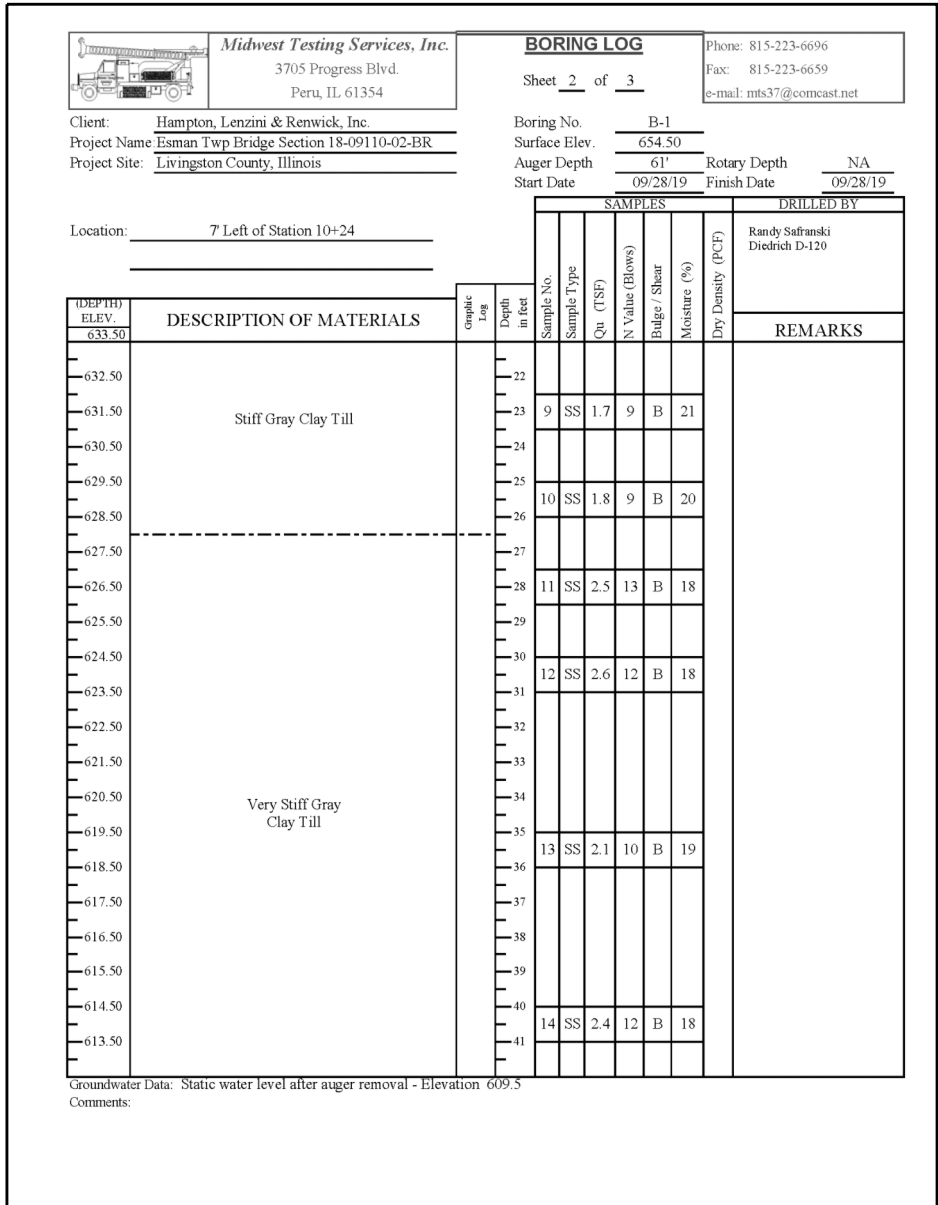 Midwest Testing Services, Inc.
3705 Progress Blvd.
Peru, IL 61354
BORING LOG
Sheet 2 of 3
Phone: 815-223-6696
Fax: 815-223-6659
e-mail: mts37@comcast.net
Client: Hampton, Lenzini & Renwick, Inc.
Project Name: Esman Twp Bridge Section 18-09110-02-BR
Project Site: Livingston County, Illinois
Boring No. B-1
Surface Elev. 654.50
Auger Depth 61' Rotary Depth NA
Start Date 09/28/19 Finish Date 09/28/19
Location: 7' Left of Station 10+24
SAMPLES
DRILLED BY
Randy Safranski
Diedrich D-120
(DEPTH)
ELEV.
633.50
DESCRIPTION OF MATERIALS
Graphic
Log
Depth
in feet
Sample No.
Sample Type
Qu (TSF)
N Value (Blows)
Bulge / Shear
Moisture (%)
Dry Density (PCF)
REMARKS
632.50 22
631.50 23 9 SS 1.7 9 B 21
Stiff Gray Clay Till
630.50 24
629.50 25
10 SS 1.8 9 B 20
628.50 26
627.50 27
626.50 28 11 SS 2.5 13 B 18
625.50 29
624.50 30
12 SS 2.6 12 B 18
623.50 31
622.50 32
621.50 33
620.50 34
Very Stiff Gray
Clay Till
619.50 35
13 SS 2.1 10 B 19
618.50 36
617.50 37
616.50 38
615.50 39
614.50 40
14 SS 2.4 12 B 18
613.50 41
Groundwater Data: Static water level after auger removal - Elevation 609.5
Comments: